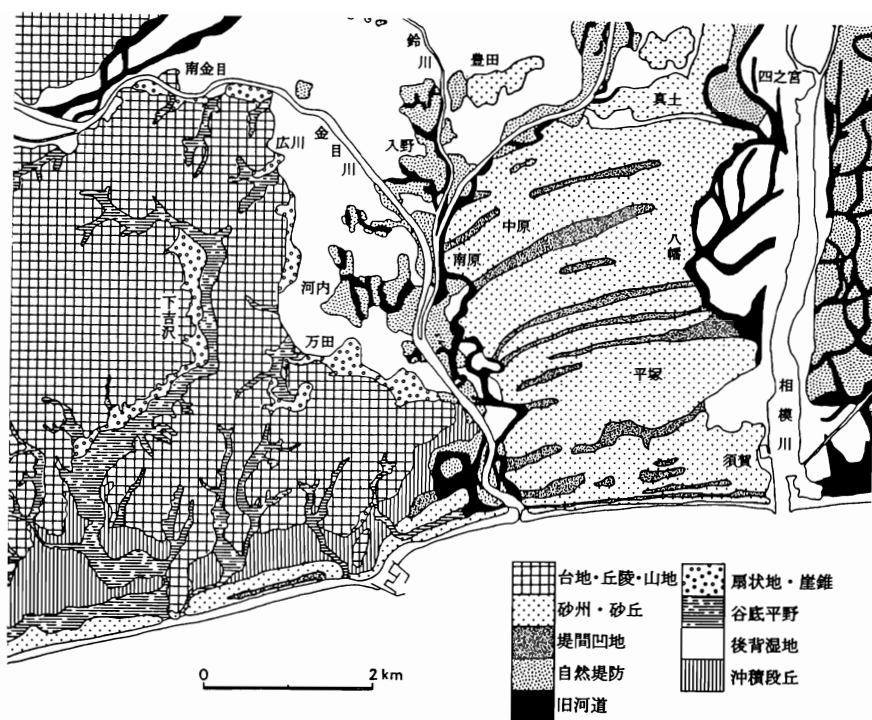 鈴川
豊田
南金目
四之宮
真土
広川
金目川
入野
中原
八幡
南原
河内
下吉沢
万田
平塚
相模川
須賀
台地・丘陵・山地
砂州・砂丘
堤間凹地
自然堤防
旧河道
扇状地・崖錐
谷底平野
後背湿地
沖積段丘
0 2 km